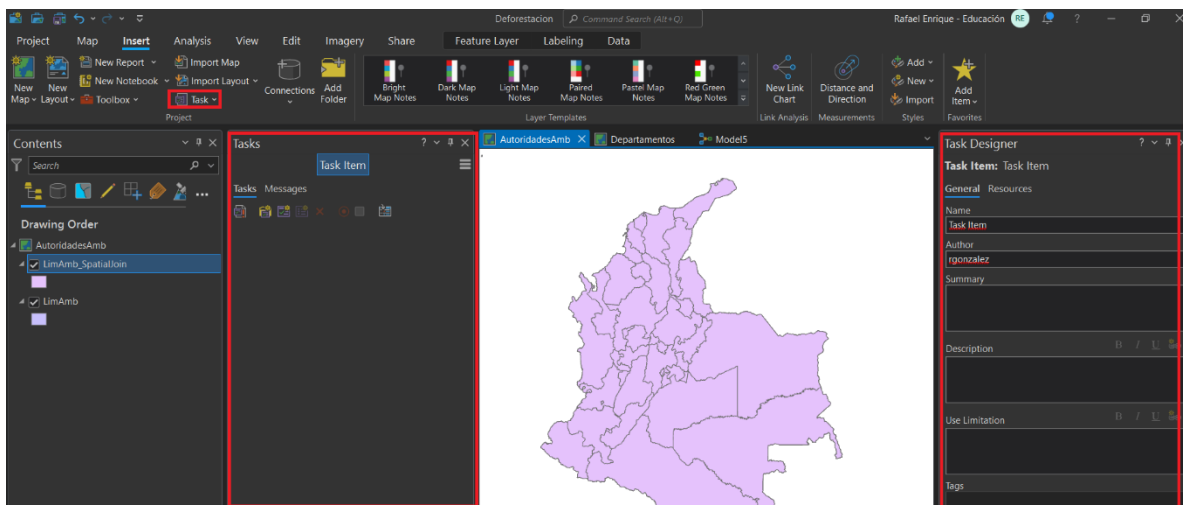 Deforestacion
Command Search (Alt+Q)
Rafael Enrique - Educación
RE
?
Project
Map
Insert
Analysis
View
Edit
Imagery
Share
Feature Layer
Labeling
Data
New Map
New Layout
New Report
New Notebook
Toolbox
Import Map
Import Layout
Task
Connections
Add Folder
Bright Map Notes
Dark Map Notes
Light Map Notes
Paired Map Notes
Pastel Map Notes
Red Green Map Notes
New Link Chart
Distance and Direction
Add
New
Import
Add Item
Project
Layer Templates
Link Analysis
Measurements
Styles
Favorites
Contents
Search
Drawing Order
AutoridadesAmb
LimAmb_SpatialJoin
LimAmb
Tasks
?
Task Item
Tasks
Messages
AutoridadesAmb
Departamentos
Model5
Task Designer
?
Task Item: Task Item
General
Resources
Name
Task Item
Author
rgonzalez
Summary
Description
B I U
Use Limitation
B I U
Tags